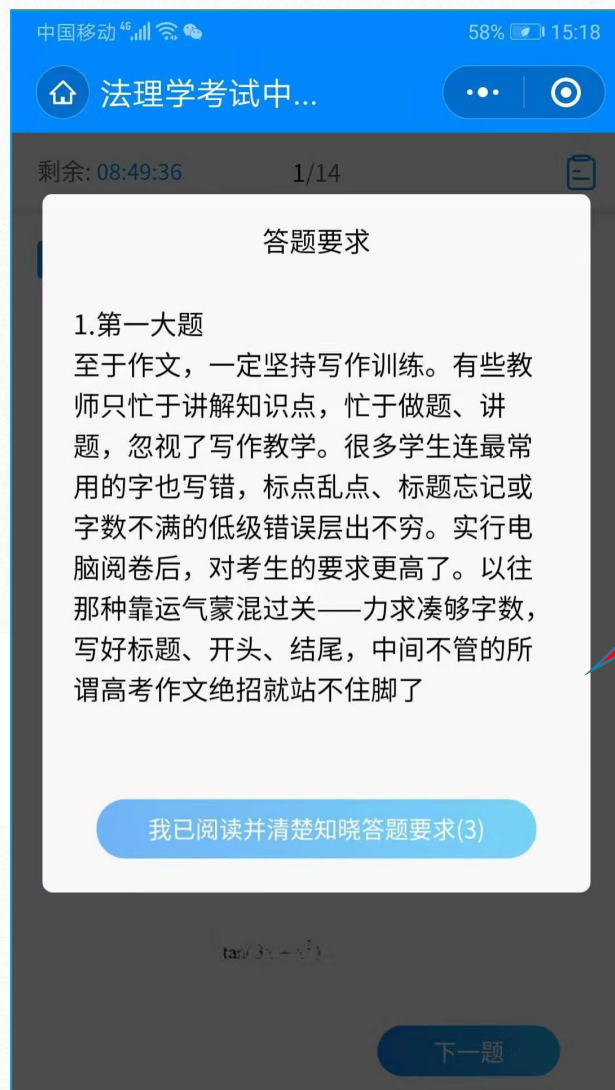 中国移动 4G
58% 15:18
法理学考试中...
剩余: 08:49:36 1/14
答题要求
1.第一大题
至于作文，一定坚持写作训练。有些教
师只忙于讲解知识点，忙于做题、讲
题，忽视了写作教学。很多学生连最常
用的字也写错，标点乱点、标题忘记或
字数不满的低级错误层出不穷。实行电
脑阅卷后，对考生的要求更高了。以往
那种靠运气蒙混过关——力求凑够字数，
写好标题、开头、结尾，中间不管的所
谓高考作文绝招就站不住脚了
我已阅读并清楚知晓答题要求(3)
下一题